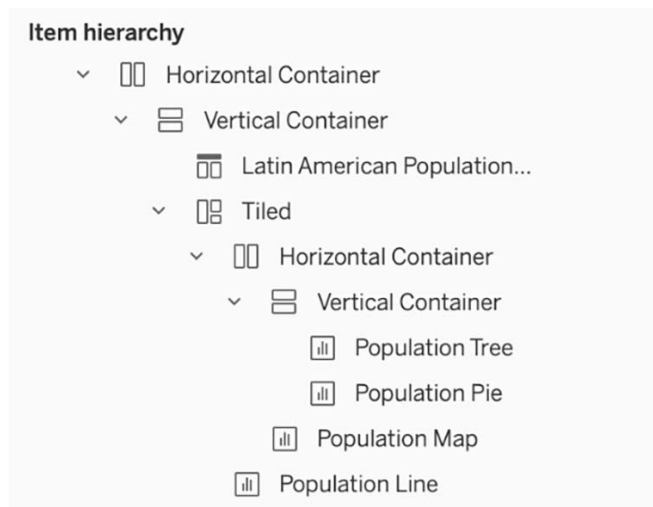 Item hierarchy
Horizontal Container
Vertical Container
Latin American Population...
Tiled
Horizontal Container
Vertical Container
Population Tree
Population Pie
Population Map
Population Line